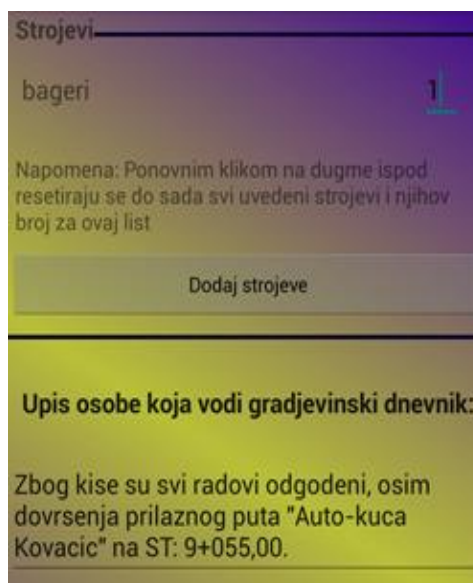 Strojevi
bageri 1
Napomena: Ponovnim klikom na dugme ispod
resetiraju se do sada svi uvedeni strojevi i njihov
broj za ovaj list
Dodaj strojeve
Upis osobe koja vodi gradjevinski dnevnik:
Zbog kise su svi radovi odgodeni, osim
dovrsenja prilaznog puta "Auto-kuca
Kovacic" na ST: 9+055,00.